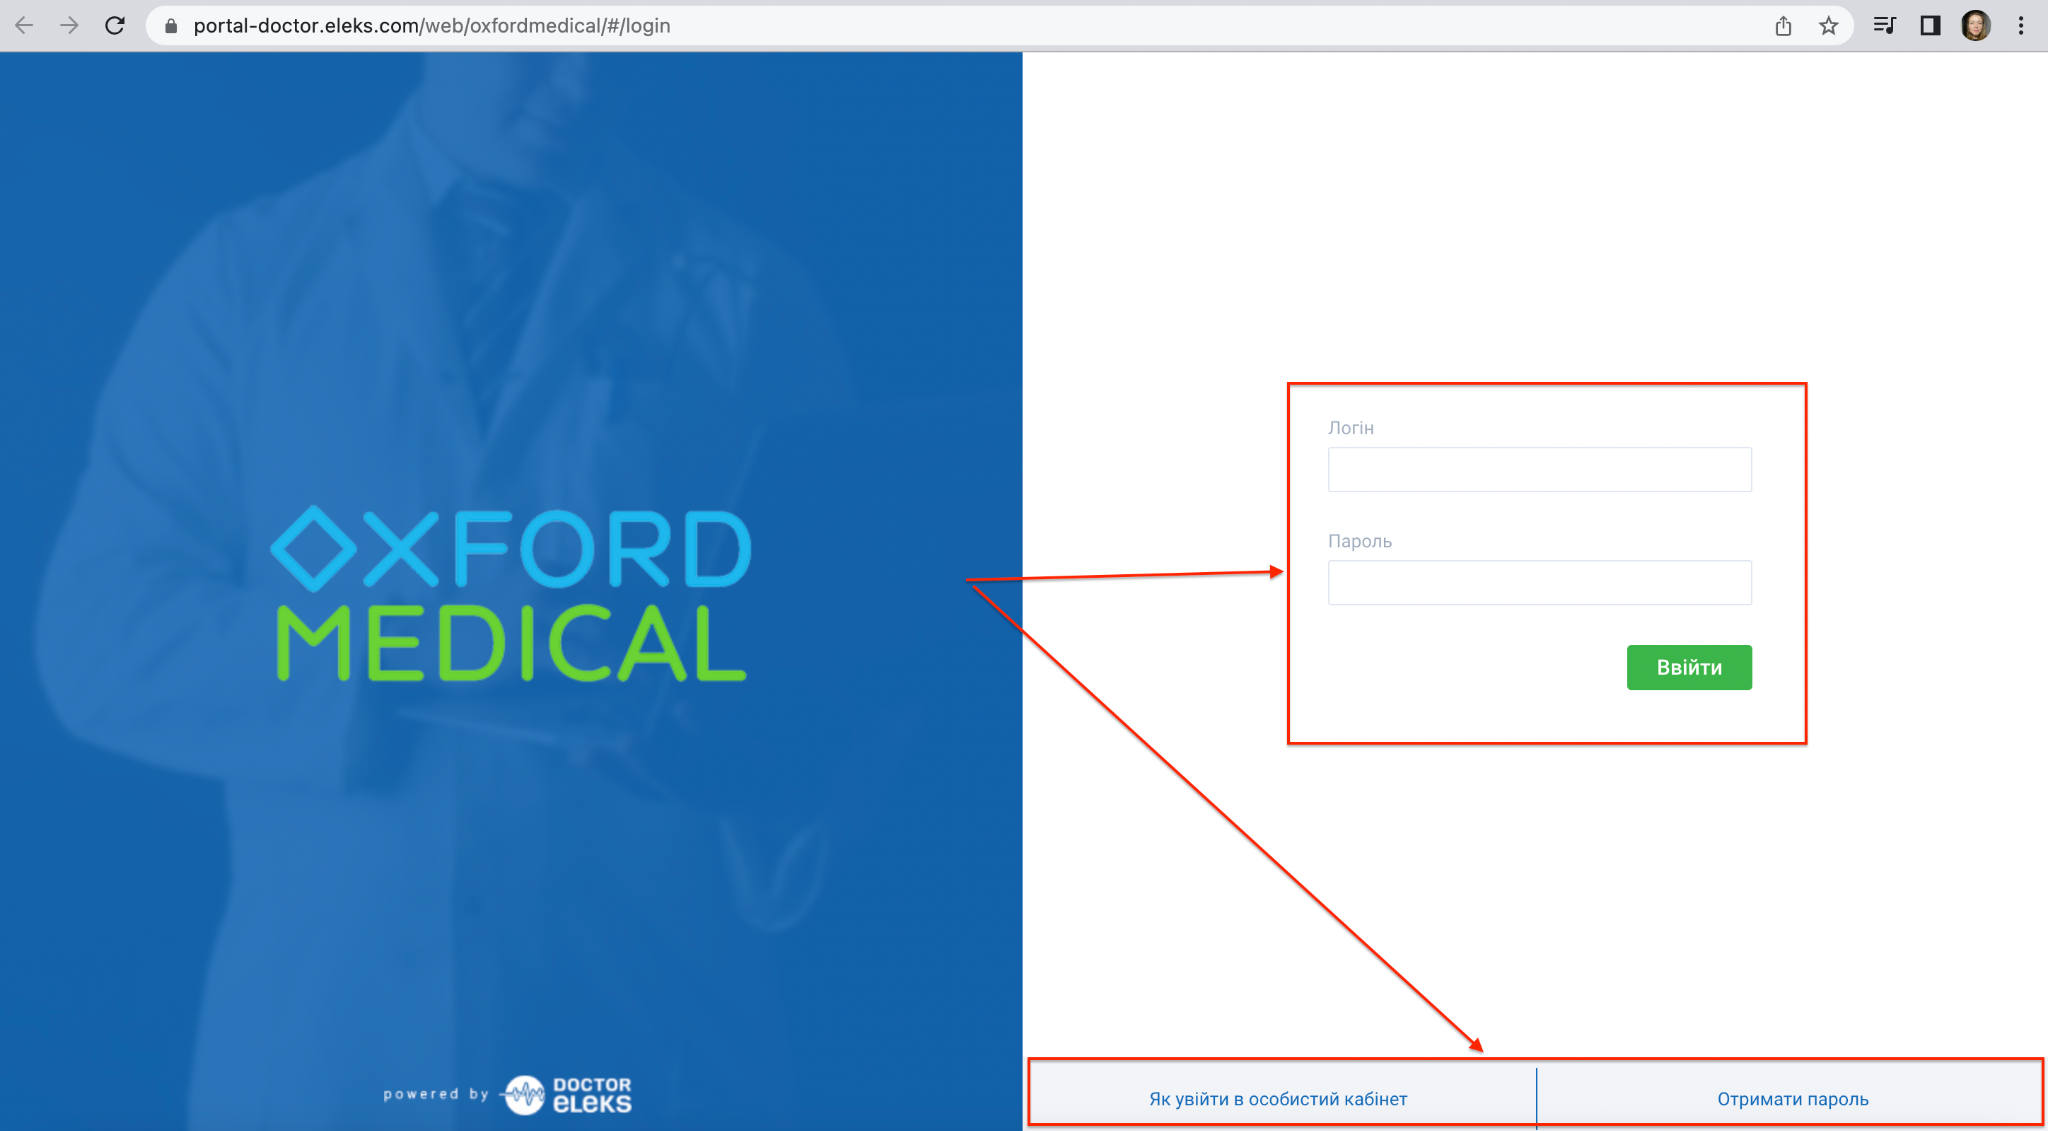 portal-doctor.eleks.com/web/oxfordmedical/#/login
OXFORD
MEDICAL
powered by DOCTOR
eLEKS
Логін
Пароль
Ввійти
Як увійти в особистий кабінет
Отримати пароль